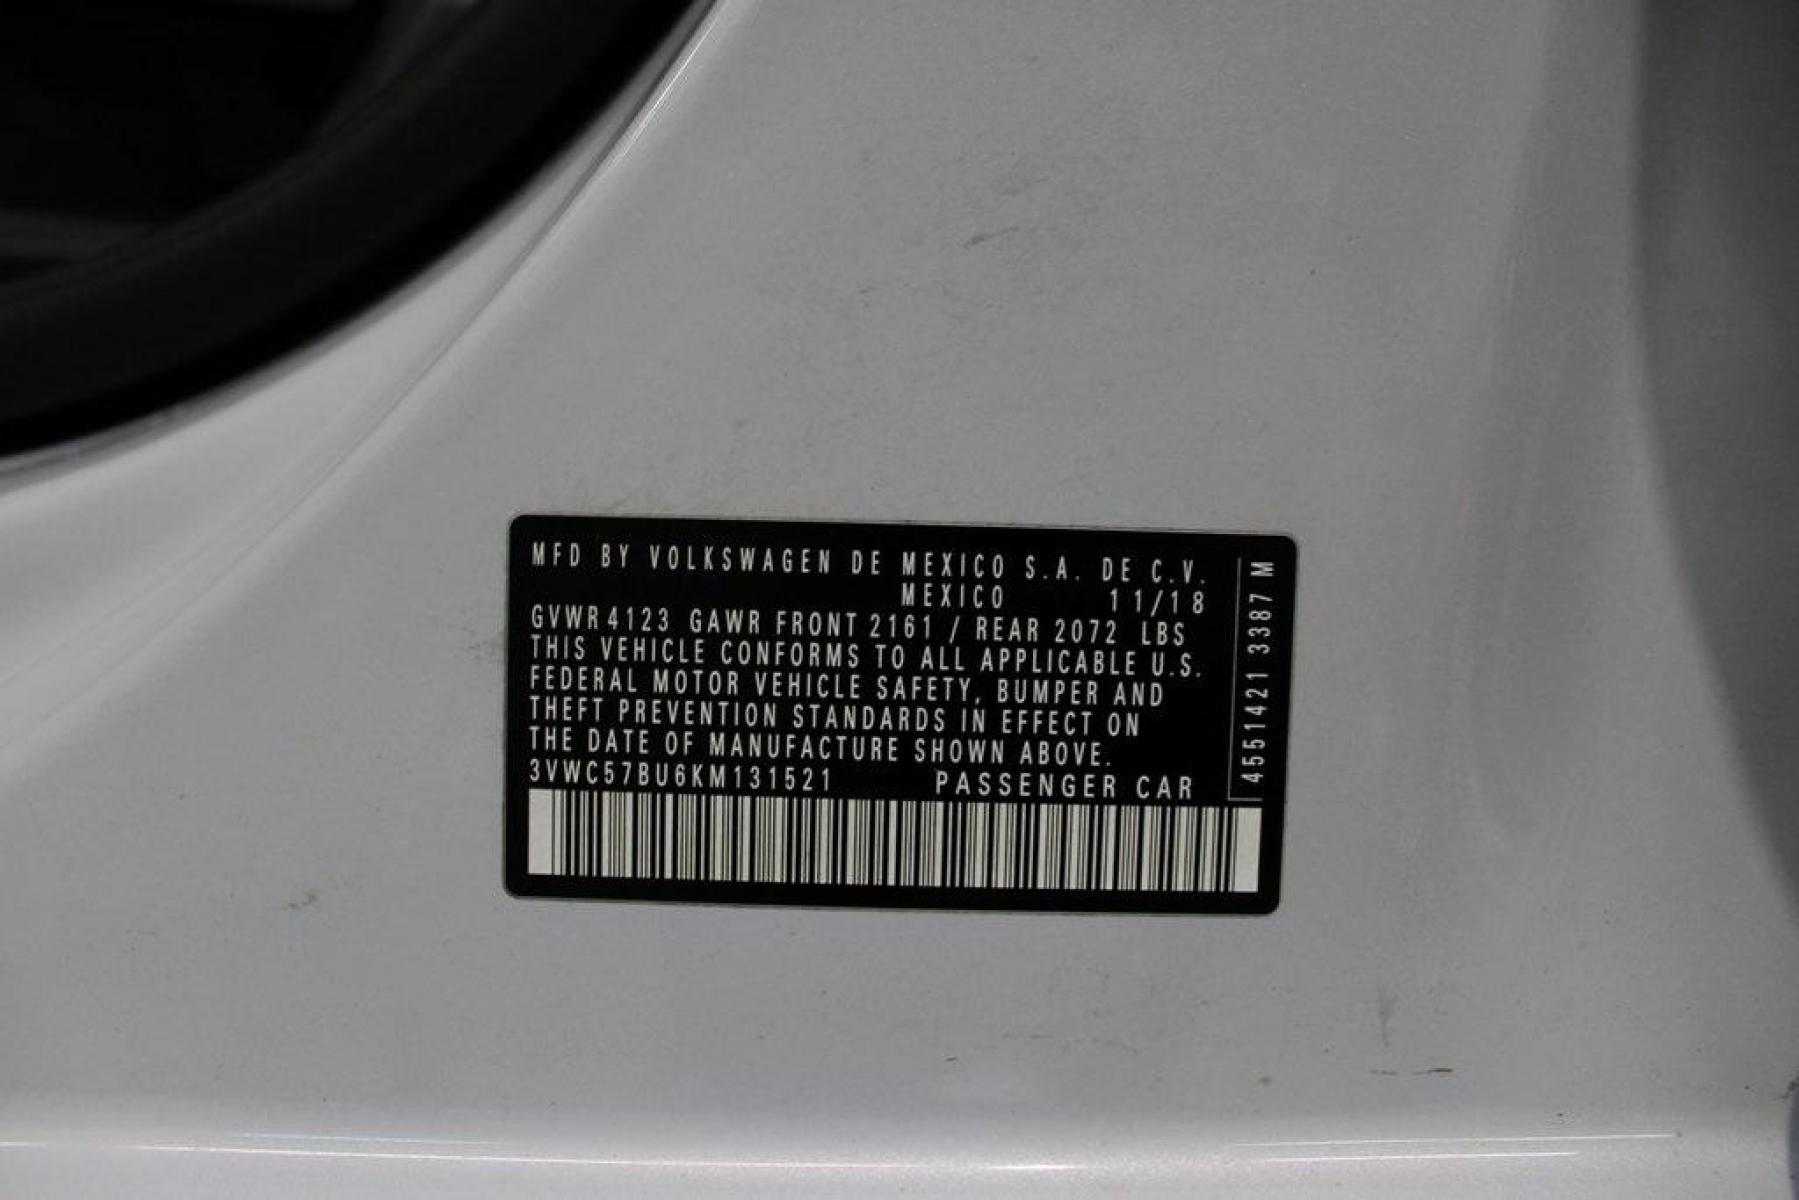 MFD BY VOLKSWAGEN DE MEXICO S.A. DE C.V.
MEXICO 11/18
GVWR 4123 GAWR FRONT 2161 / REAR 2072 LBS
THIS VEHICLE CONFORMS TO ALL APPLICABLE U.S.
FEDERAL MOTOR VEHICLE SAFETY, BUMPER AND
THEFT PREVENTION STANDARDS IN EFFECT ON
THE DATE OF MANUFACTURE SHOWN ABOVE.
3VWC57BU6KM131521 PASSENGER CAR
4551421 3387 M